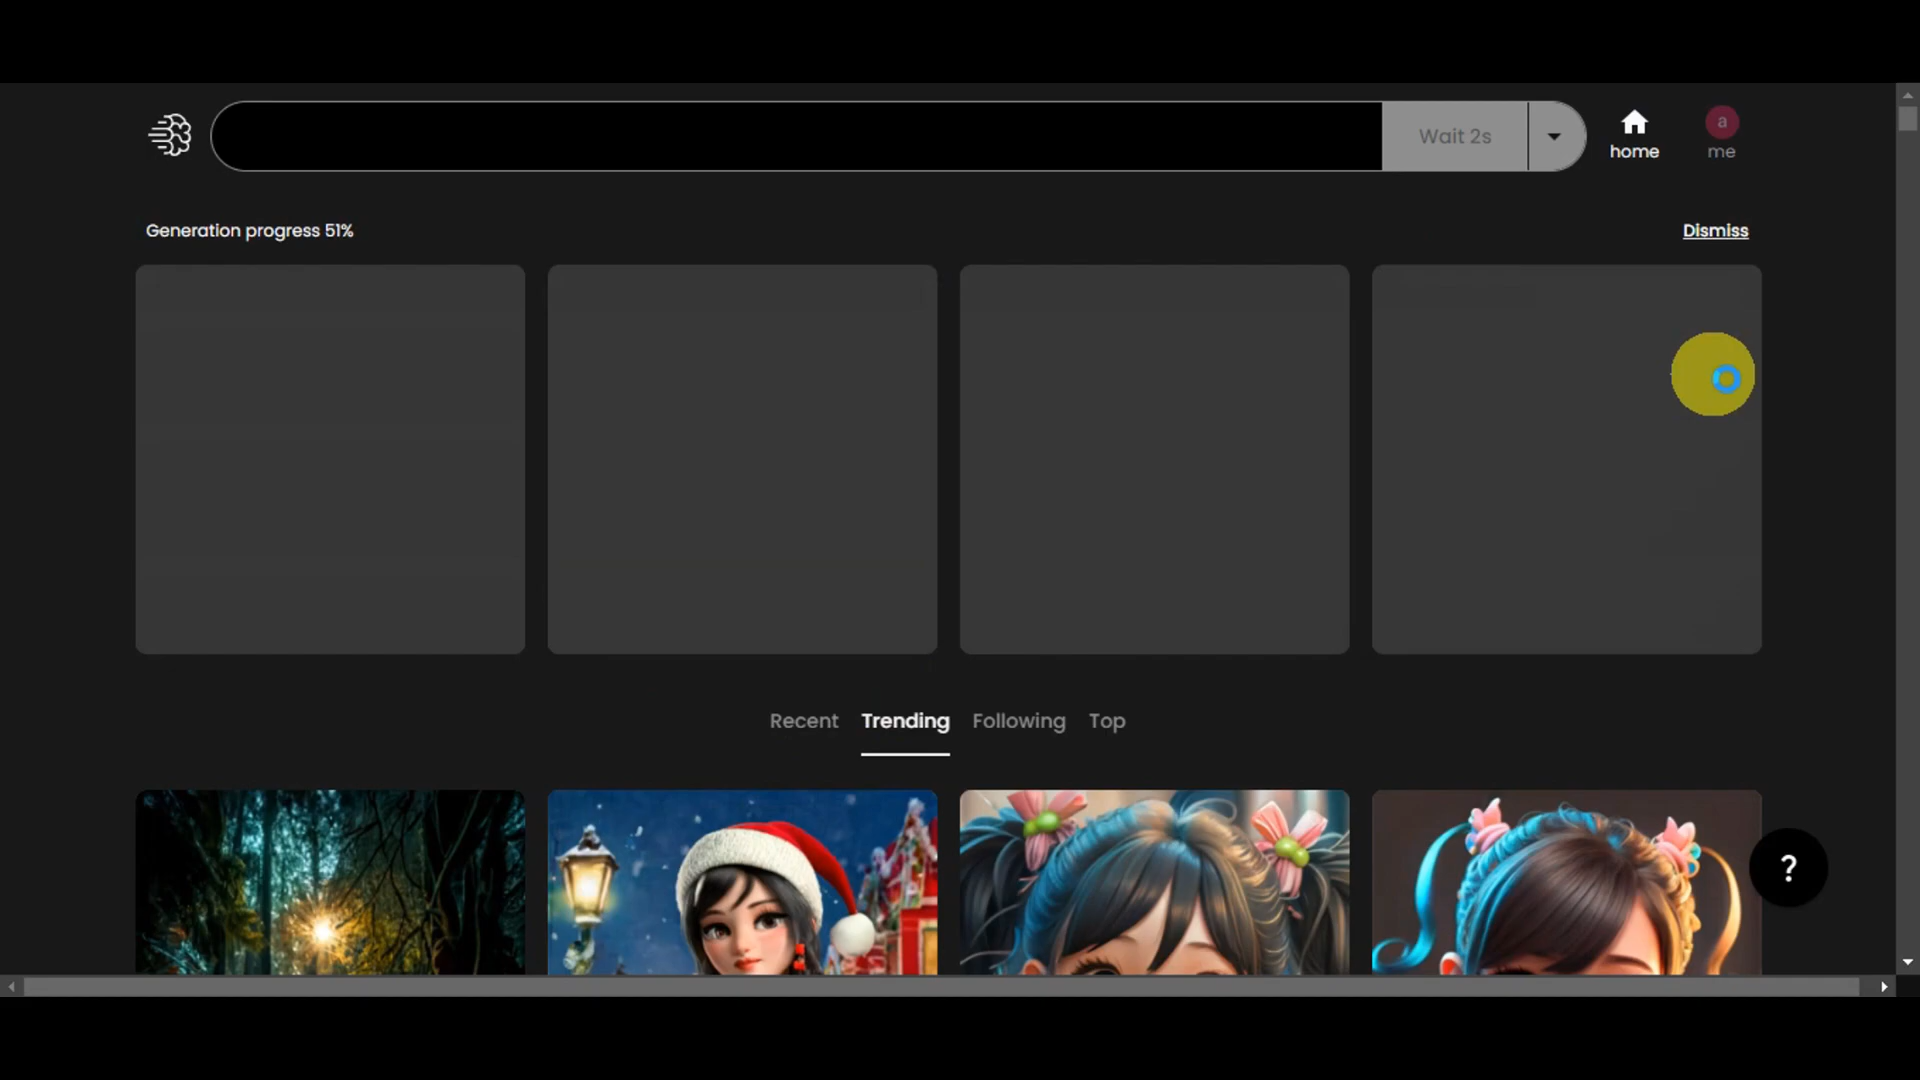 Wait 2s
home
a
me
Generation progress 51%
Dismiss
Recent Trending Following Top
?